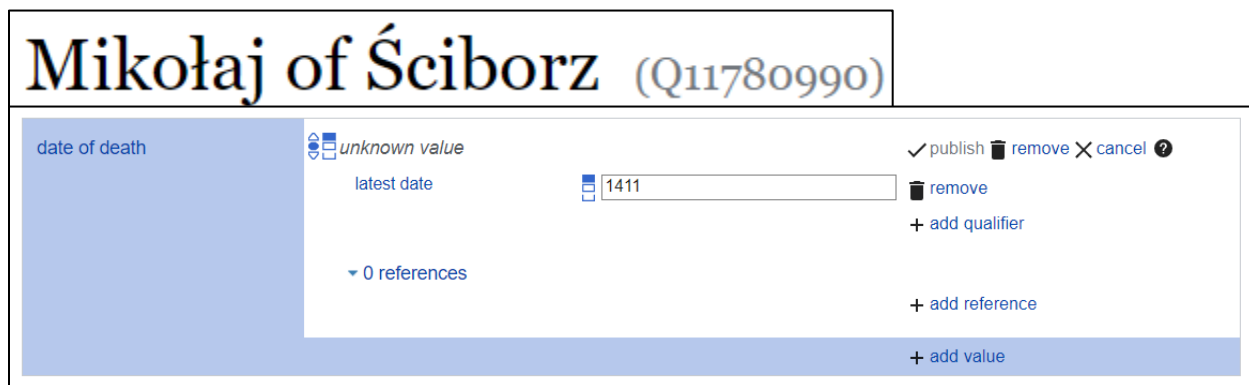 Mikołaj of Ściborz (Q11780990)
date of death unknown value publish remove cancel ?
latest date 1411 remove
+ add qualifier
0 references
+ add reference
+ add value